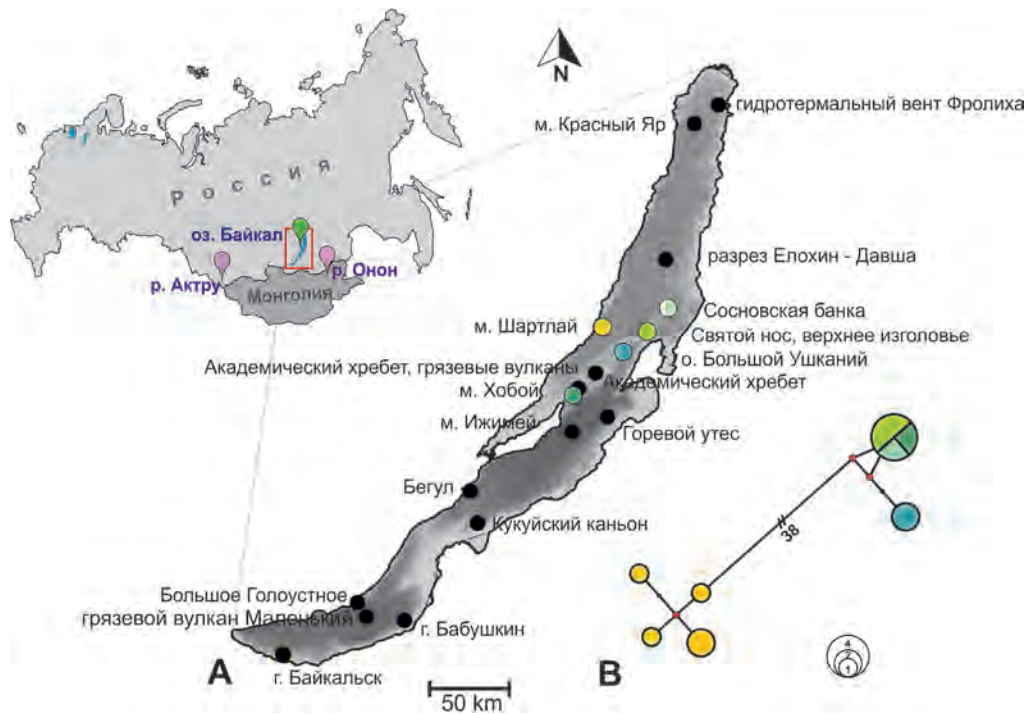 N
РОССИЯ
оз. Байкал
р. Онон
р. Актру
Монголия
гидротермальный вент Фролиха
м. Красный Яр
разрез Елохин - Давша
Сосновская банка
м. Шартлай
Святой нос, верхнее изголовье
о. Большой Ушканий
Академический хребет, грязевые вулканы
Академический хребет
м. Хобой
м. Ижимей
Горевой утес
Бегул
Кукуйский каньон
Большое Голоустное
грязевой вулкан Маленький
г. Бабушкин
г. Байкальск
A
50 km
B
38
4
2
1